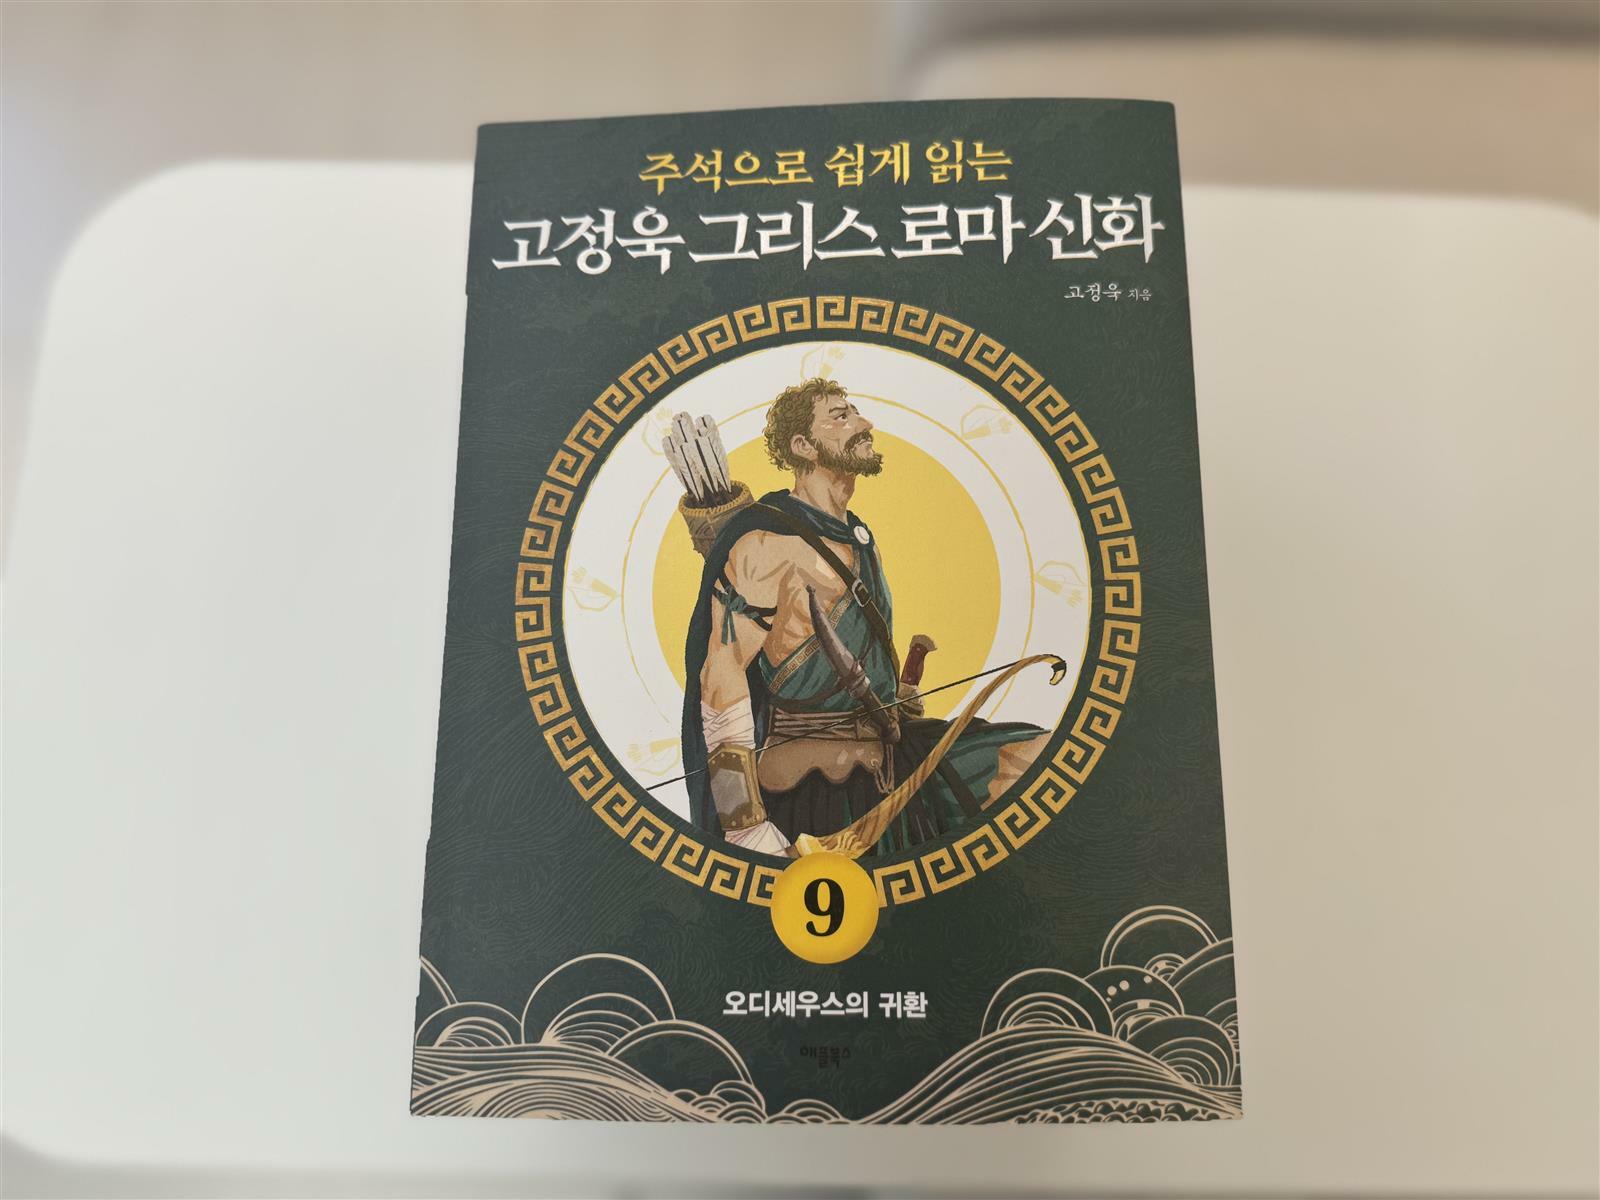 주석으로 쉽게 읽는
고정욱 그리스 로마 신화
고정욱 지음
9
오디세우스의 귀환
애플북스